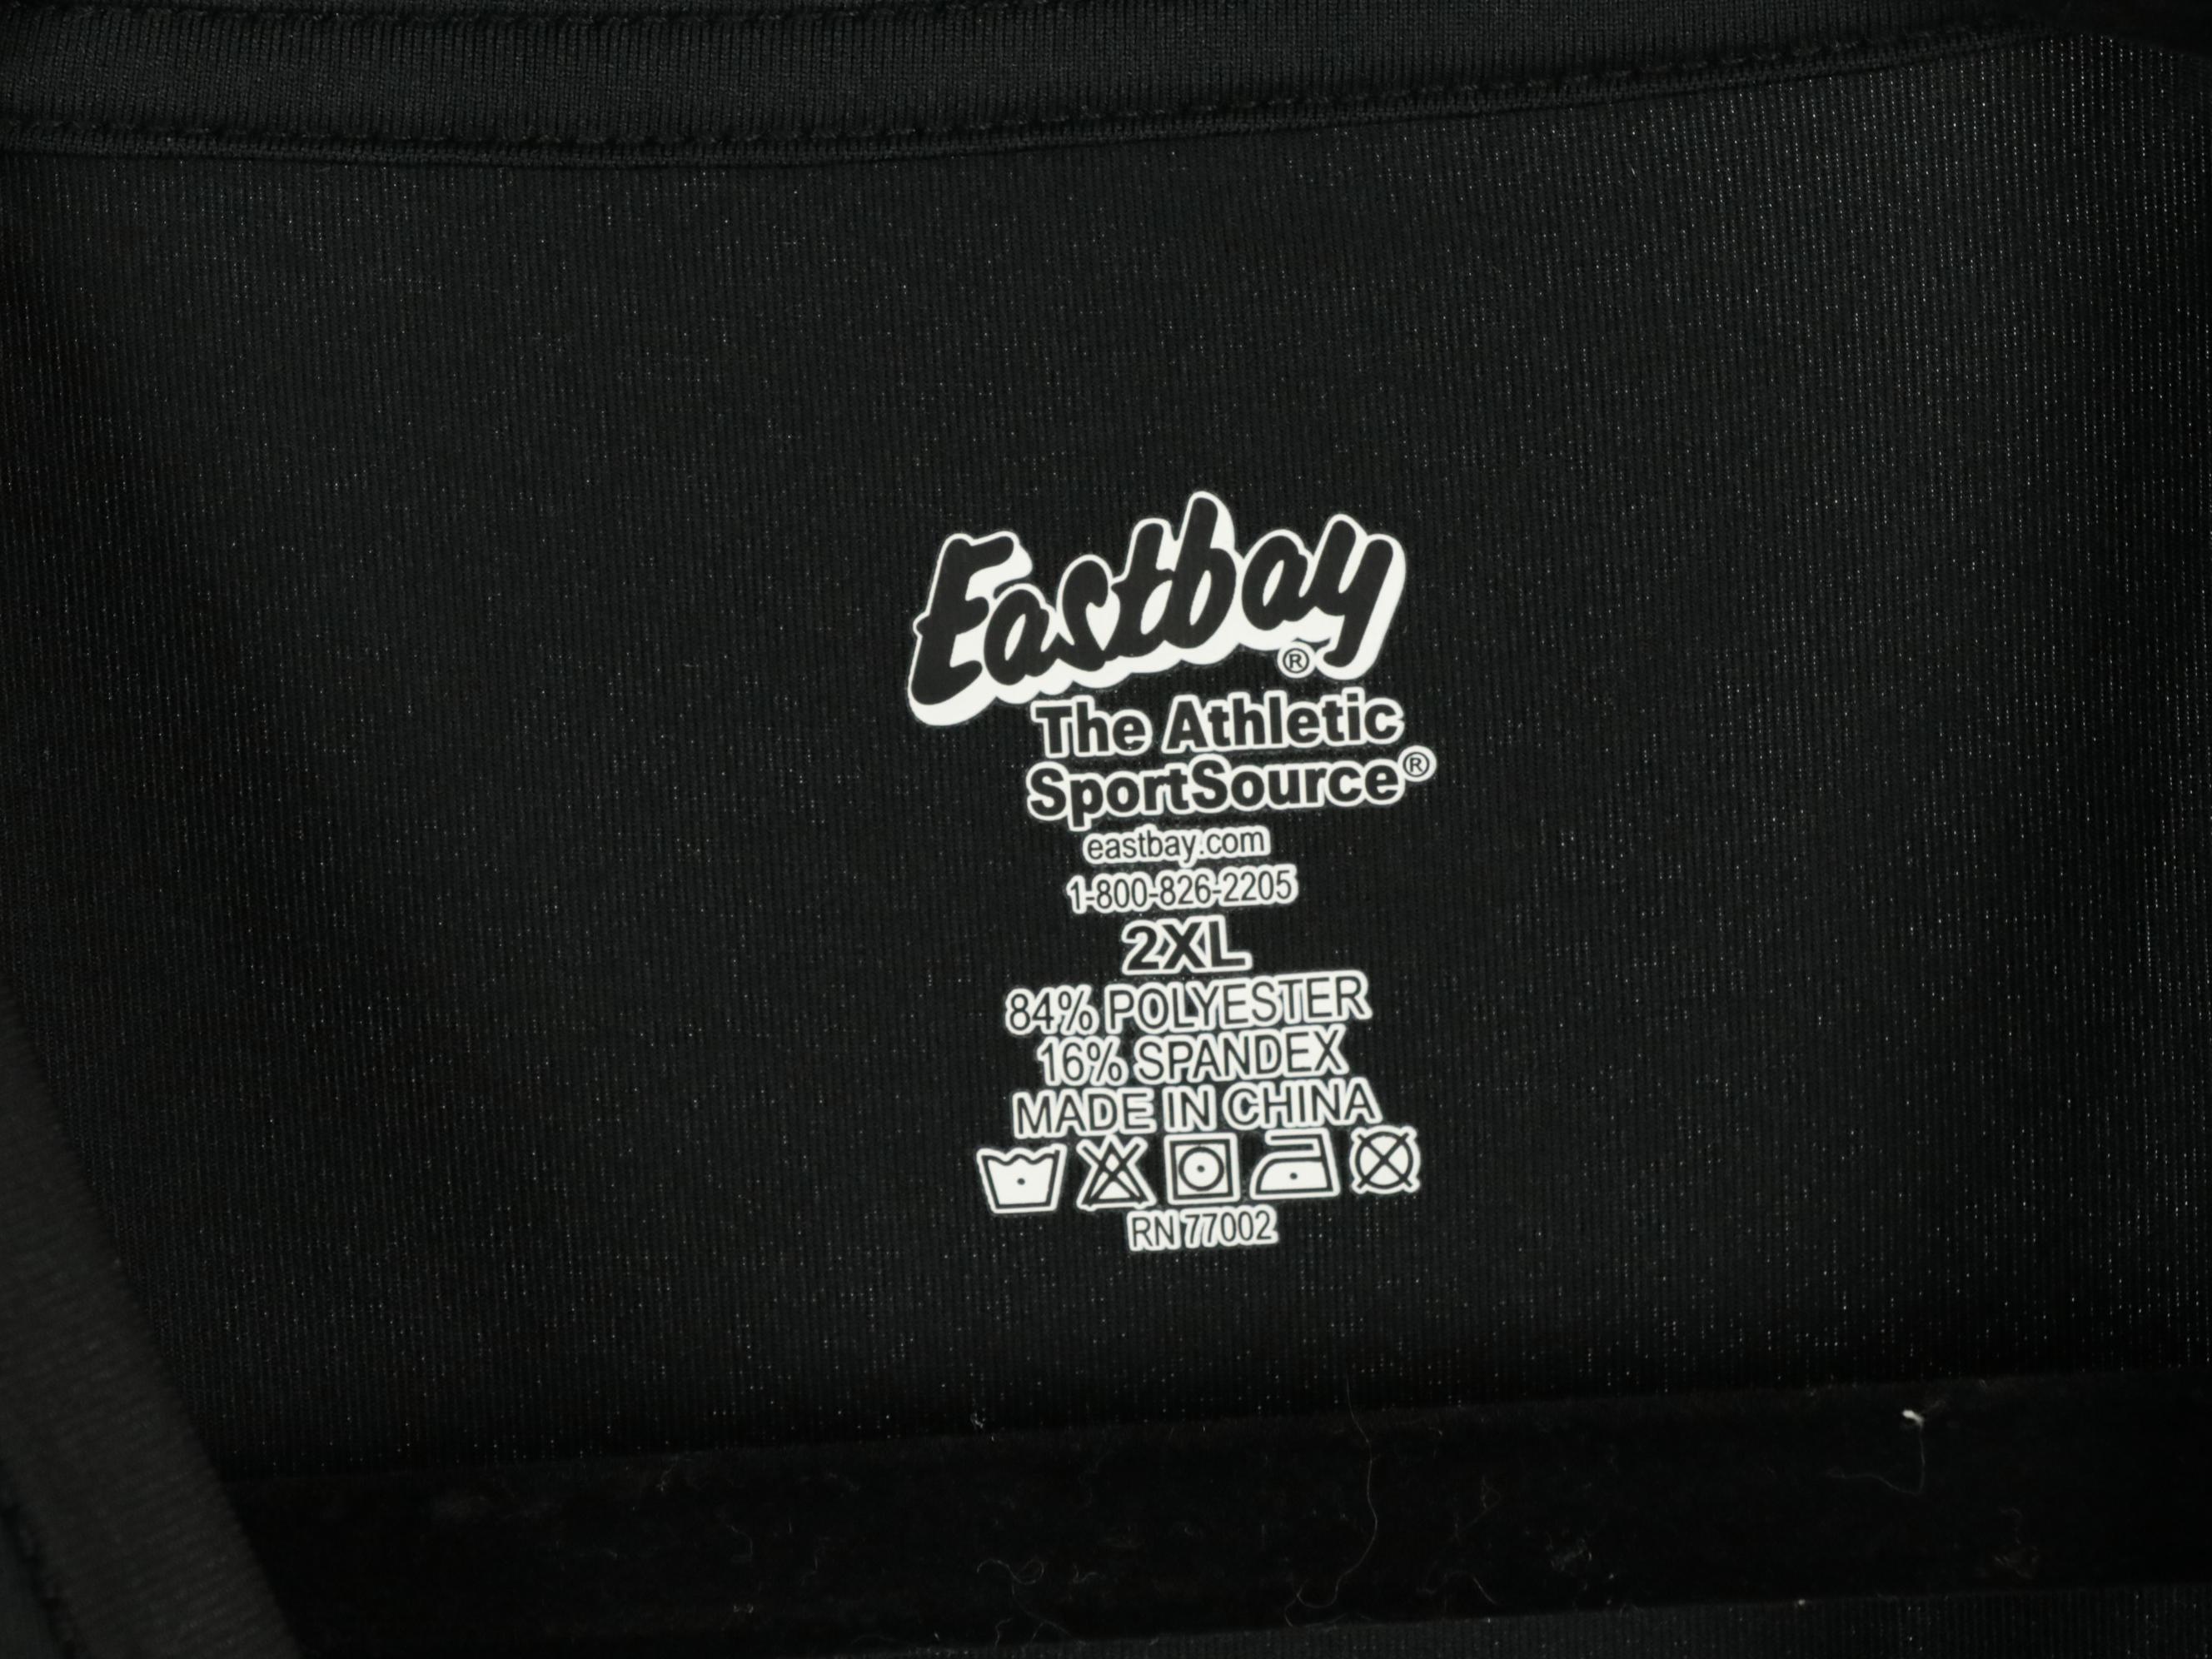 Eastbay®
The Athletic
SportSource®
eastbay.com
1-800-826-2205
2XL
84% POLYESTER
16% SPANDEX
MADE IN CHINA
RN 77002